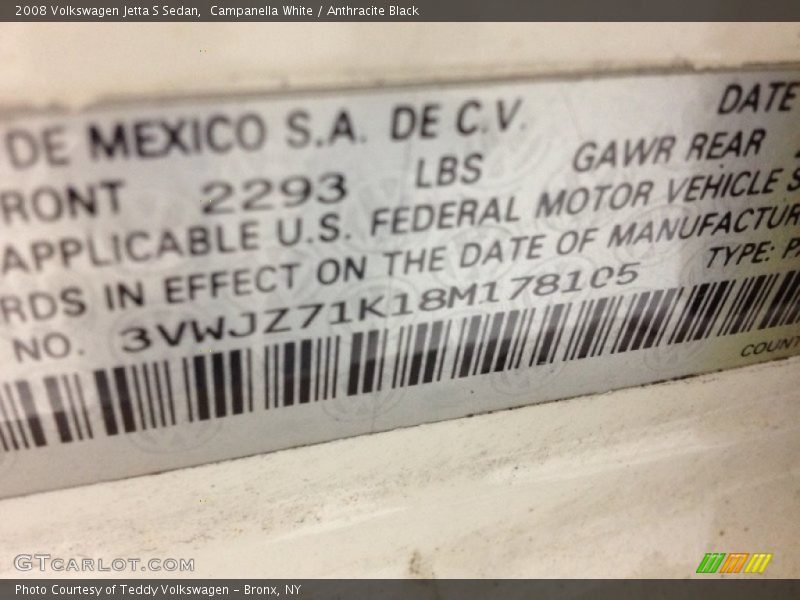 2008 Volkswagen Jetta S Sedan,  Campanella White / Anthracite Black
DE MEXICO S.A. DE C.V. DATE
RONT 2293 LBS GAWR REAR
APPLICABLE U.S. FEDERAL MOTOR VEHICLE S
RDS IN EFFECT ON THE DATE OF MANUFACTUR
NO. 3VWJZ71K18M178105 TYPE: PA
COUNT
GTCARLOT.COM
Photo Courtesy of Teddy Volkswagen - Bronx, NY